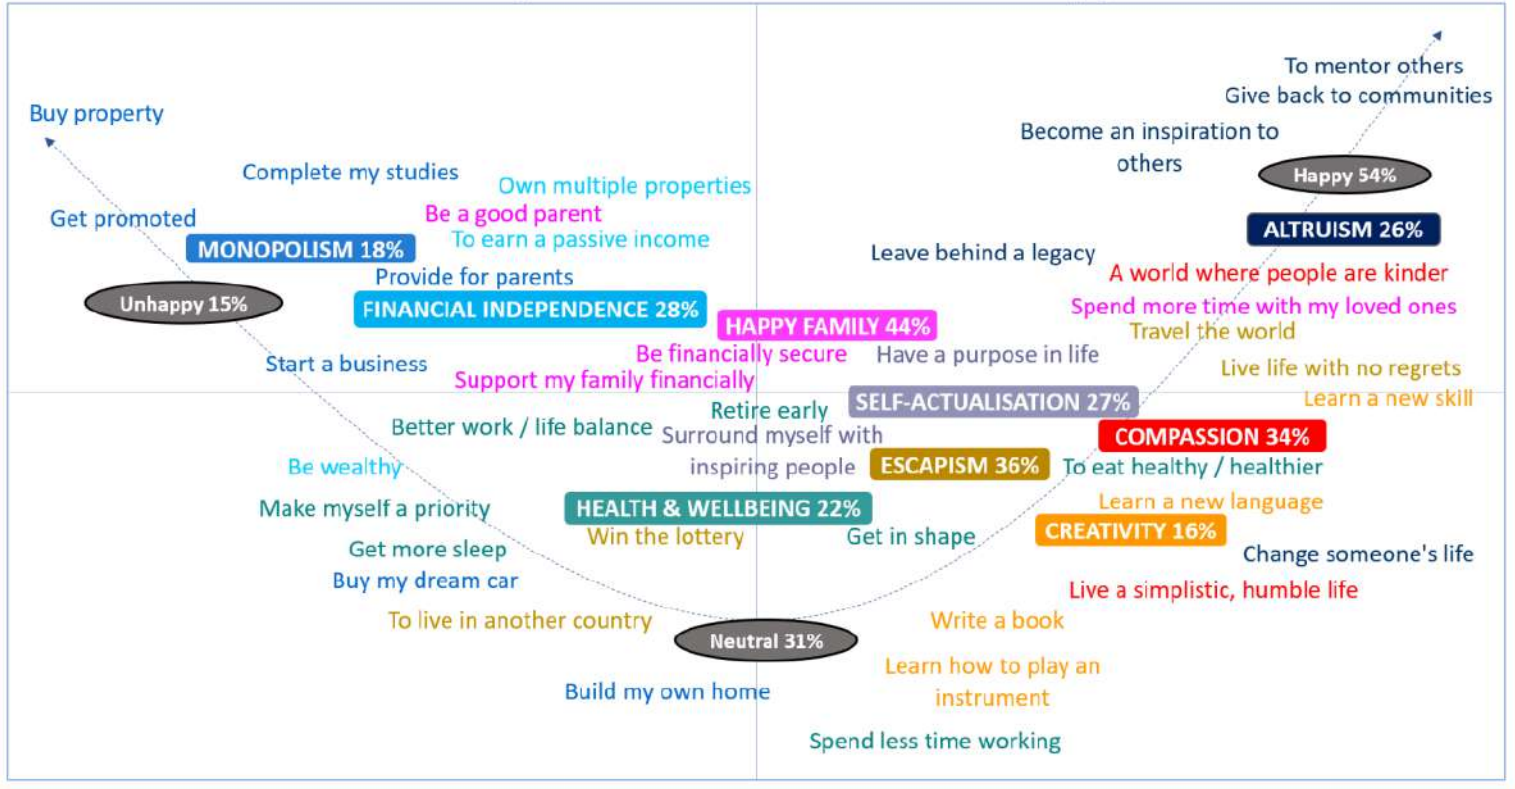 To mentor others
Give back to communities
Buy property
Become an inspiration to
others
Complete my studies
Happy 54%
Own multiple properties
Get promoted
Be a good parent
ALTRUISM 26%
To earn a passive income
MONOPOLISM 18%
Leave behind a legacy
A world where people are kinder
Provide for parents
Unhappy 15%
Spend more time with my loved ones
FINANCIAL INDEPENDENCE 28%
HAPPY FAMILY 44%
Travel the world
Be financially secure
Have a purpose in life
Start a business
Live life with no regrets
Support my family financially
Learn a new skill
SELF-ACTUALISATION 27%
Retire early
Better work / life balance
Surround myself with
inspiring people
COMPASSION 34%
Be wealthy
ESCAPISM 36%
To eat healthy / healthier
Learn a new language
Make myself a priority
HEALTH & WELLBEING 22%
CREATIVITY 16%
Win the lottery
Get in shape
Get more sleep
Change someone's life
Buy my dream car
Live a simplistic, humble life
To live in another country
Write a book
Neutral 31%
Learn how to play an
instrument
Build my own home
Spend less time working